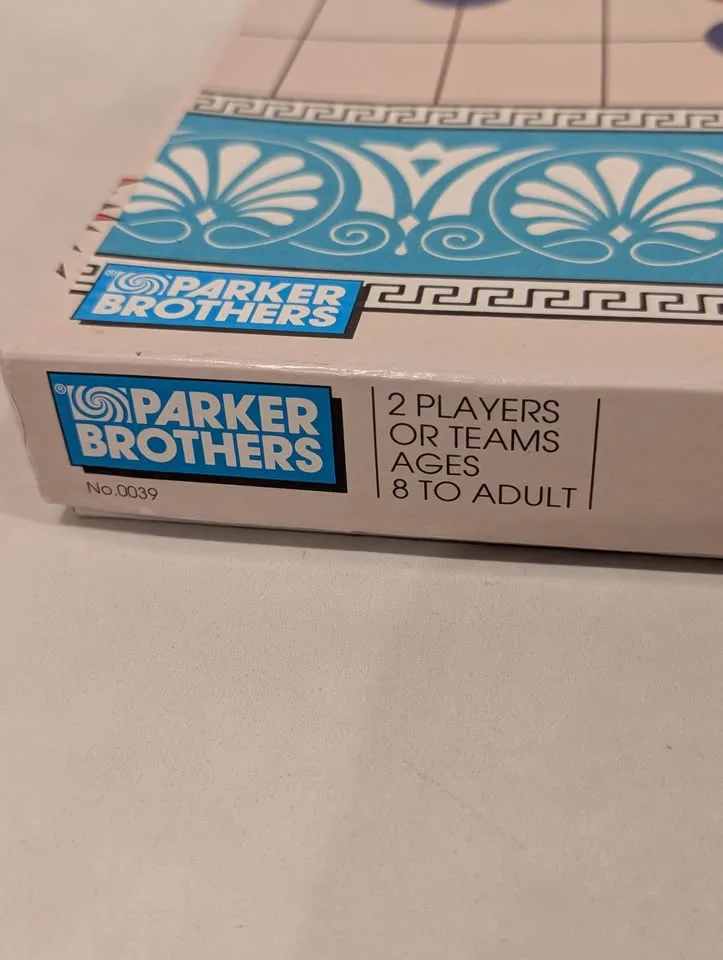 ® PARKER
BROTHERS
® PARKER
BROTHERS
No.0039
2 PLAYERS
OR TEAMS
AGES
8 TO ADULT